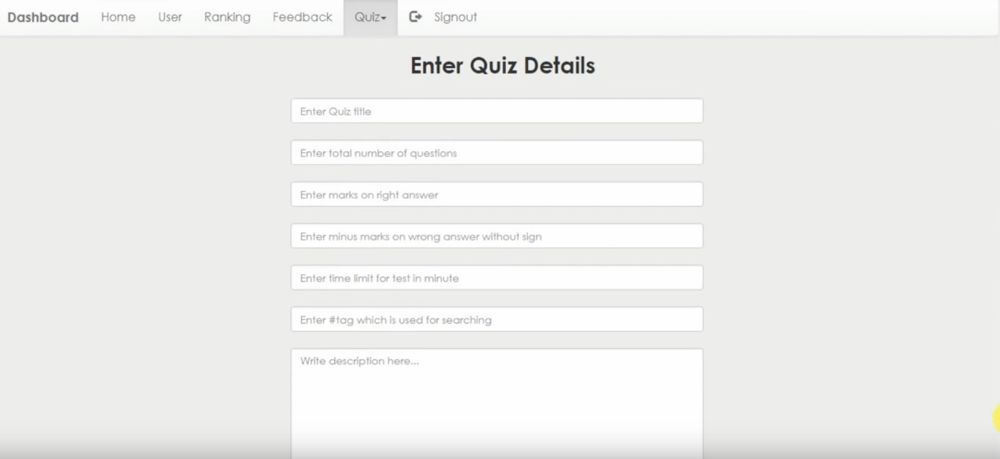 Dashboard Home User Ranking Feedback Quiz Signout
Enter Quiz Details
Enter Quiz title
Enter total number of questions
Enter marks on right answer
Enter minus marks on wrong answer without sign
Enter time limit for test in minute
Enter #tag which is used for searching
Write description here...